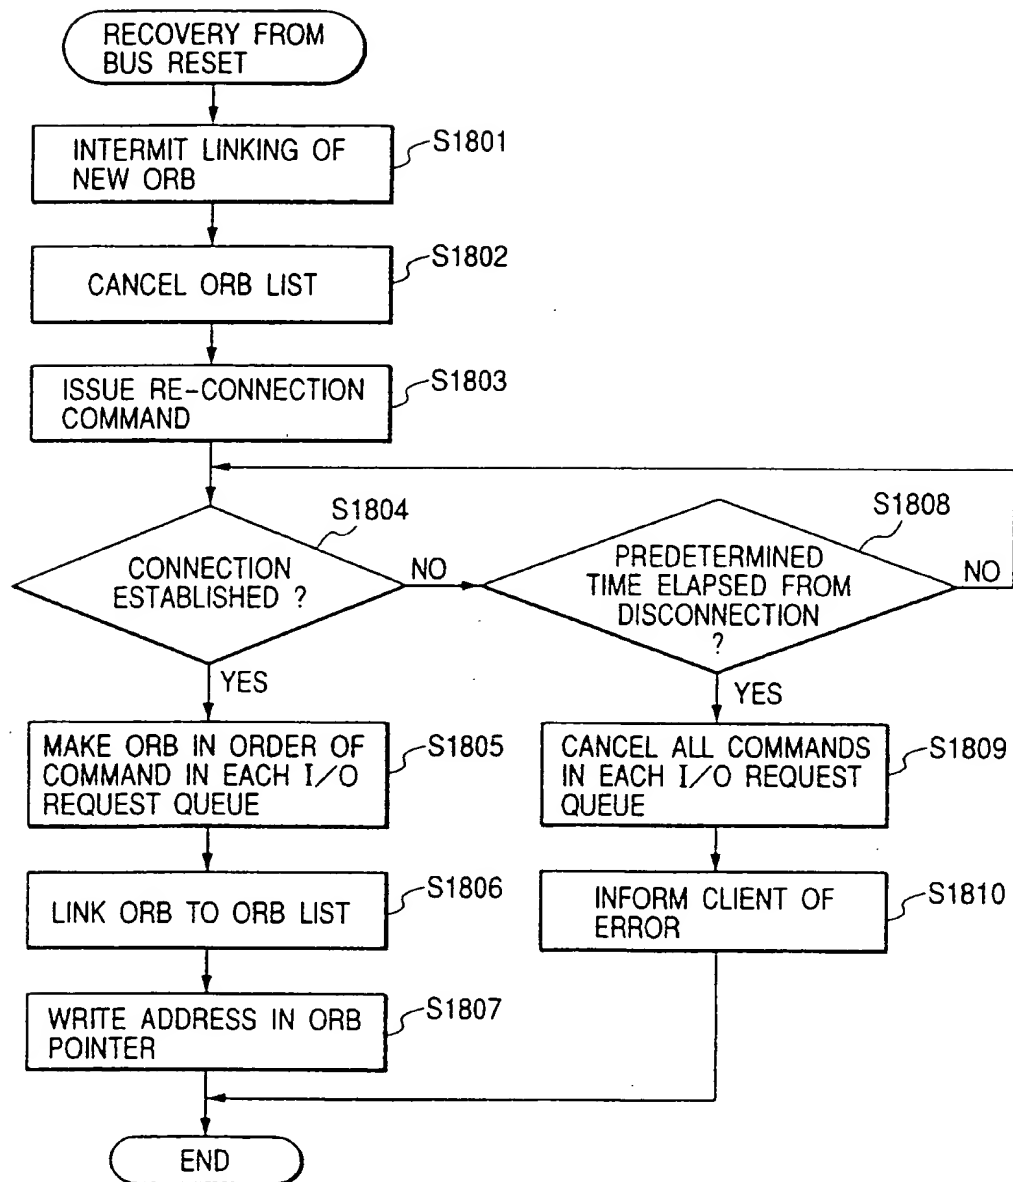 RECOVERY FROM
BUS RESET
S1801
INTERMIT LINKING OF
NEW ORB
S1802
CANCEL ORB LIST
S1803
ISSUE RE-CONNECTION
COMMAND
S1804
CONNECTION
ESTABLISHED ?
NO
YES
S1808
PREDETERMINED
TIME ELAPSED FROM
DISCONNECTION
?
NO
YES
S1805
MAKE ORB IN ORDER OF
COMMAND IN EACH I/O
REQUEST QUEUE
S1809
CANCEL ALL COMMANDS
IN EACH I/O REQUEST
QUEUE
S1806
LINK ORB TO ORB LIST
S1810
INFORM CLIENT OF
ERROR
S1807
WRITE ADDRESS IN ORB
POINTER
END